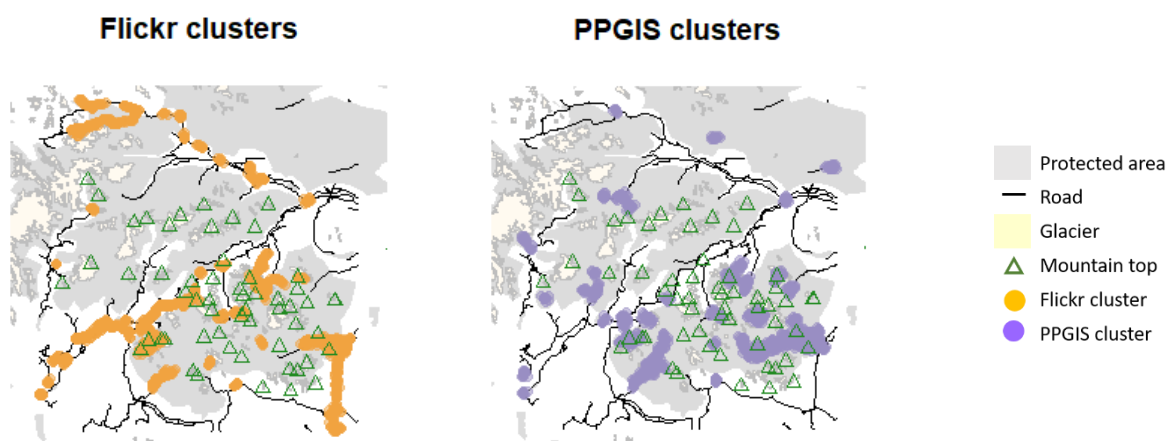 Flickr clusters
PPGIS clusters
Protected area
Road
Glacier
Mountain top
Flickr cluster
PPGIS cluster